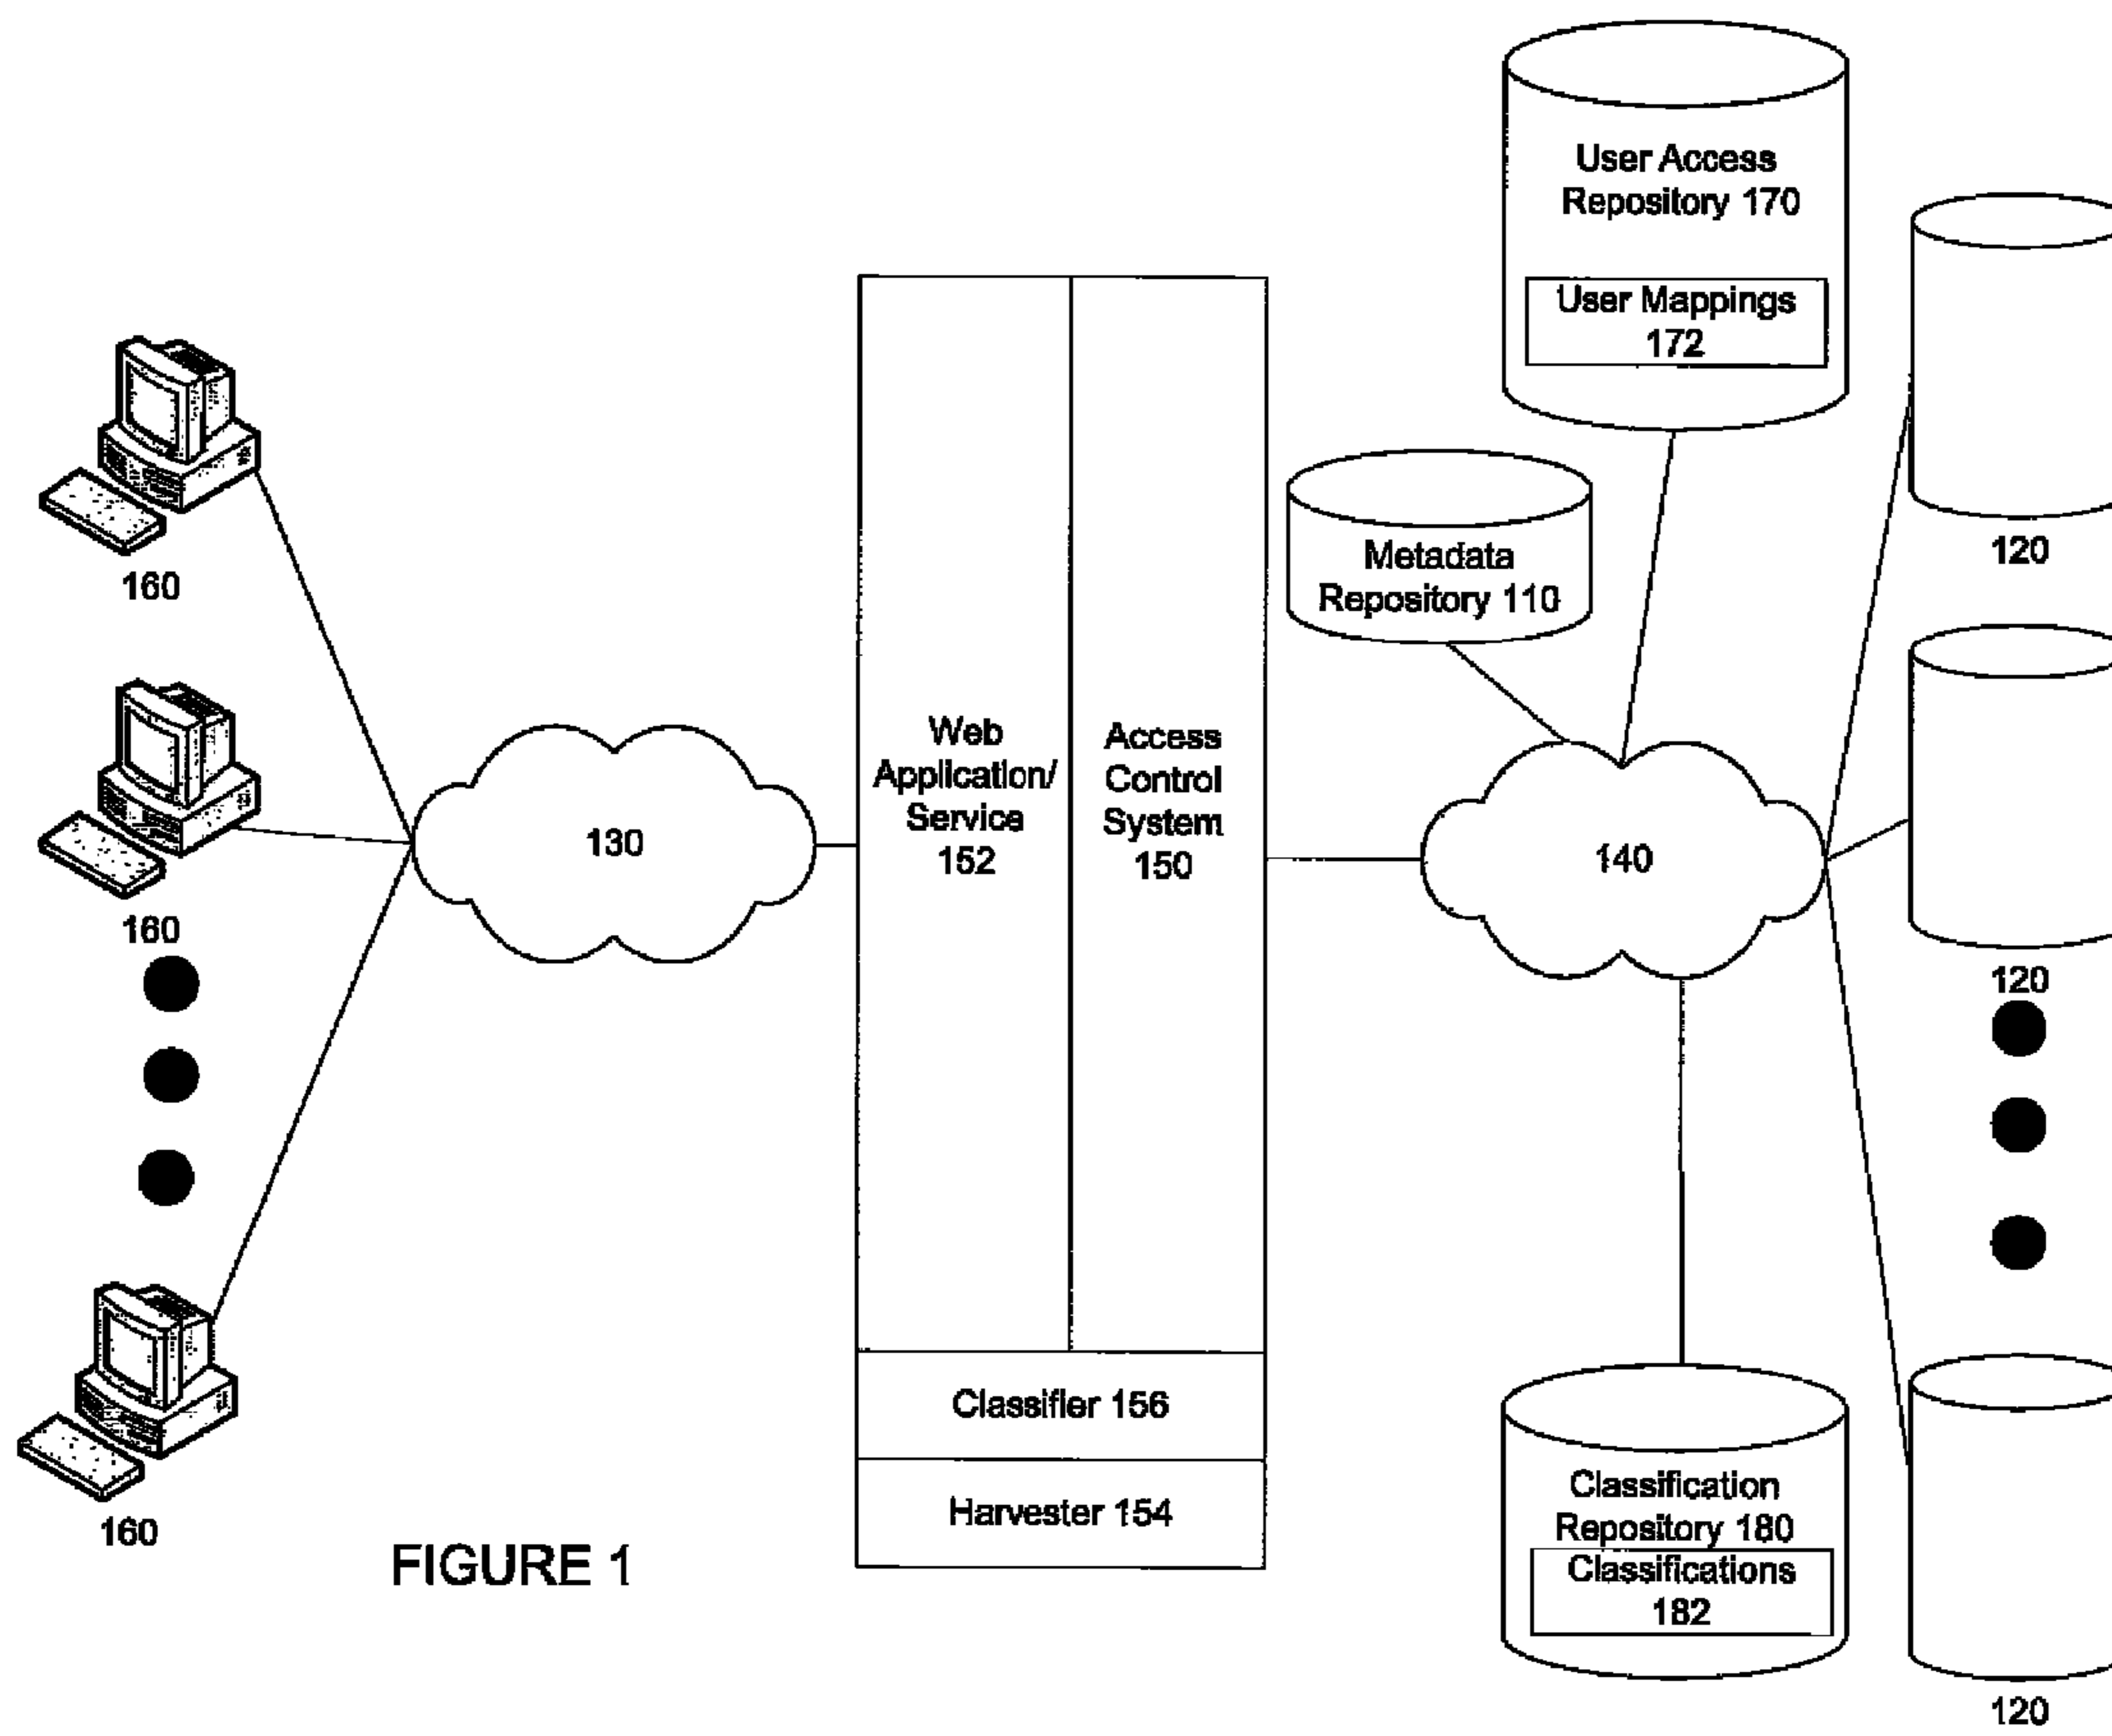 160
160
160
FIGURE 1
130
Web
Application/
Service
152
Access
Control
System
150
Classifier 156
Harvester 154
Metadata
Repository 110
User Access
Repository 170
User Mappings
172
140
Classification
Repository 180
Classifications
182
120
120
120